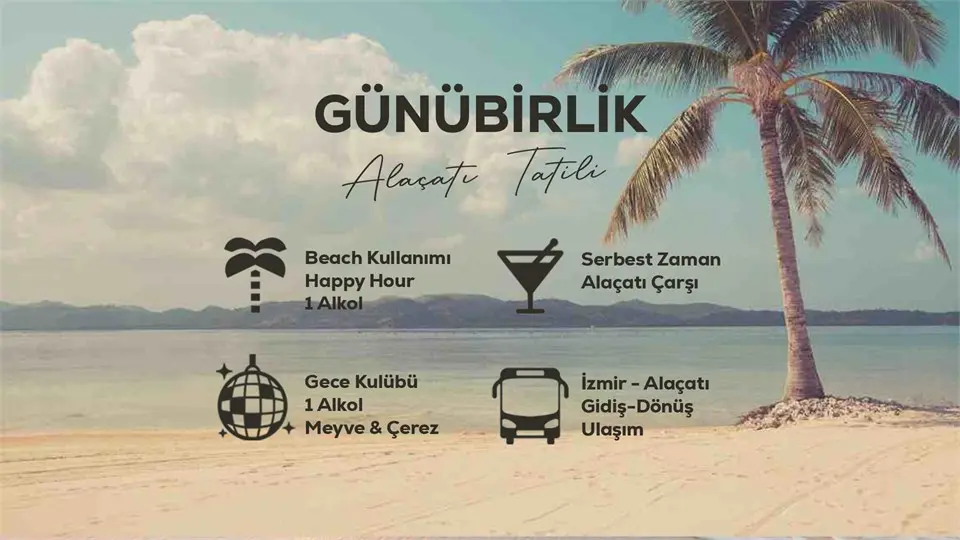 GÜNÜBİRLİK
Alaçatı Tatili
Beach Kullanımı
Happy Hour
1 Alkol
Serbest Zaman
Alaçatı Çarşı
Gece Kulübü
1 Alkol
Meyve & Çerez
İzmir - Alaçatı
Gidiş-Dönüş
Ulaşım